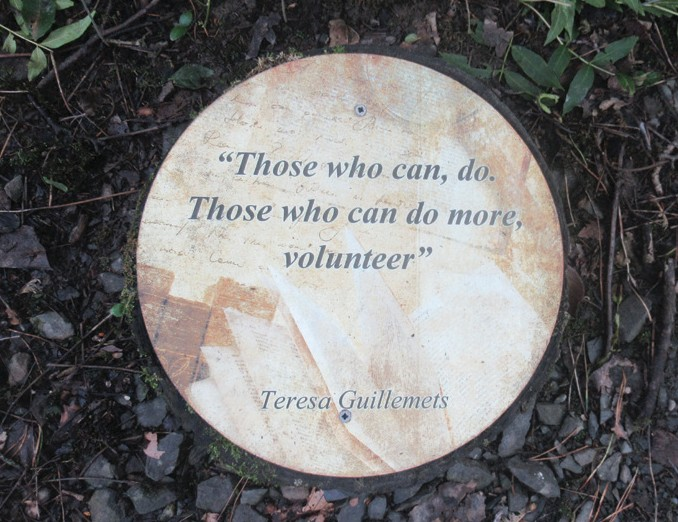 “Those who can, do.
Those who can do more,
volunteer”
Teresa Guillemets